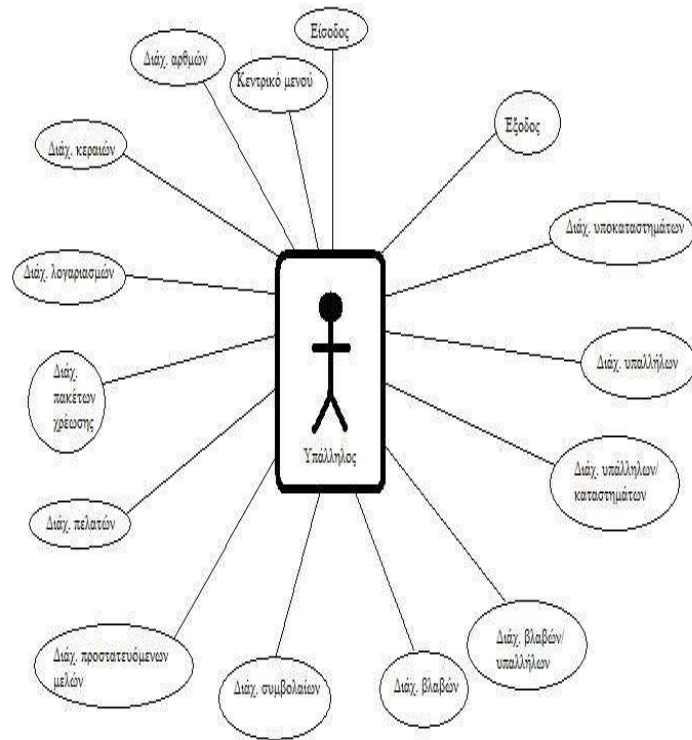 Είσοδος
Διάχ. αρθμών
Κεντρικό μενού
Έξοδος
Διάχ. κεραιών
Διάχ. υποκαταστημάτων
Διάχ. λογαριασμών
Διάχ. υπαλλήλων
Διάχ.
πακέτων
χρέωσης
Υπάλληλος
Διάχ. υπάλληλων/
καταστημάτων
Διάχ. πελατών
Διάχ. βλαβών/
υπαλλήλων
Διάχ. προστατευόμενων
μελών
Διάχ. συμβολαίων
Διάχ. βλαβών